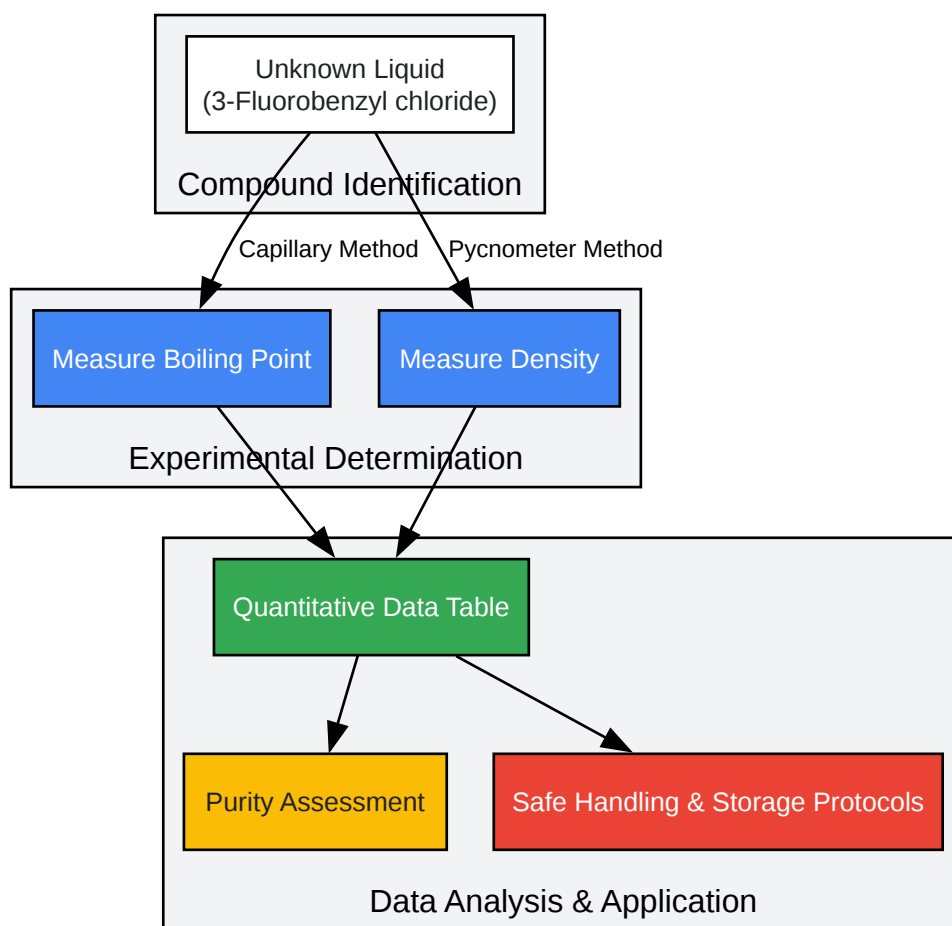 Unknown Liquid
(3-Fluorobenzyl chloride)
Compound Identification
Capillary Method
Pycnometer Method
Measure Boiling Point
Measure Density
Experimental Determination
Quantitative Data Table
Purity Assessment
Safe Handling & Storage Protocols
Data Analysis & Application